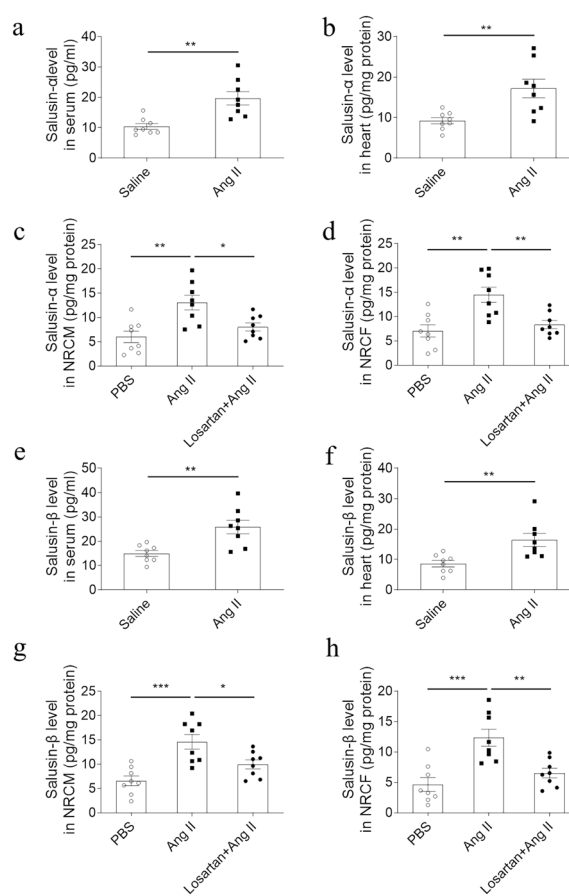 a
Salusin-αlevel
in serum (pg/ml)
40
30
20
10
0
**
Saline
Ang II
b
Salusin-α level
in heart (pg/mg protein)
40
30
20
10
0
**
Saline
Ang II
c
Salusin-α level
in NRCM (pg/mg protein)
25
20
15
10
5
0
**
*
PBS
Ang II
Losartan+Ang II
d
Salusin-α level
in NRCF (pg/mg protein)
25
20
15
10
5
0
**
**
PBS
Ang II
Losartan+Ang II
e
Salusin-β level
in serum (pg/ml)
50
40
30
20
10
0
**
Saline
Ang II
f
Salusin-β level
in heart (pg/mg protein)
40
30
20
10
0
**
Saline
Ang II
g
Salusin-β level
in NRCM (pg/mg protein)
25
20
15
10
5
0
***
*
PBS
Ang II
Losartan+Ang II
h
Salusin-β level
in NRCF (pg/mg protein)
25
20
15
10
5
0
***
**
PBS
Ang II
Losartan+Ang II